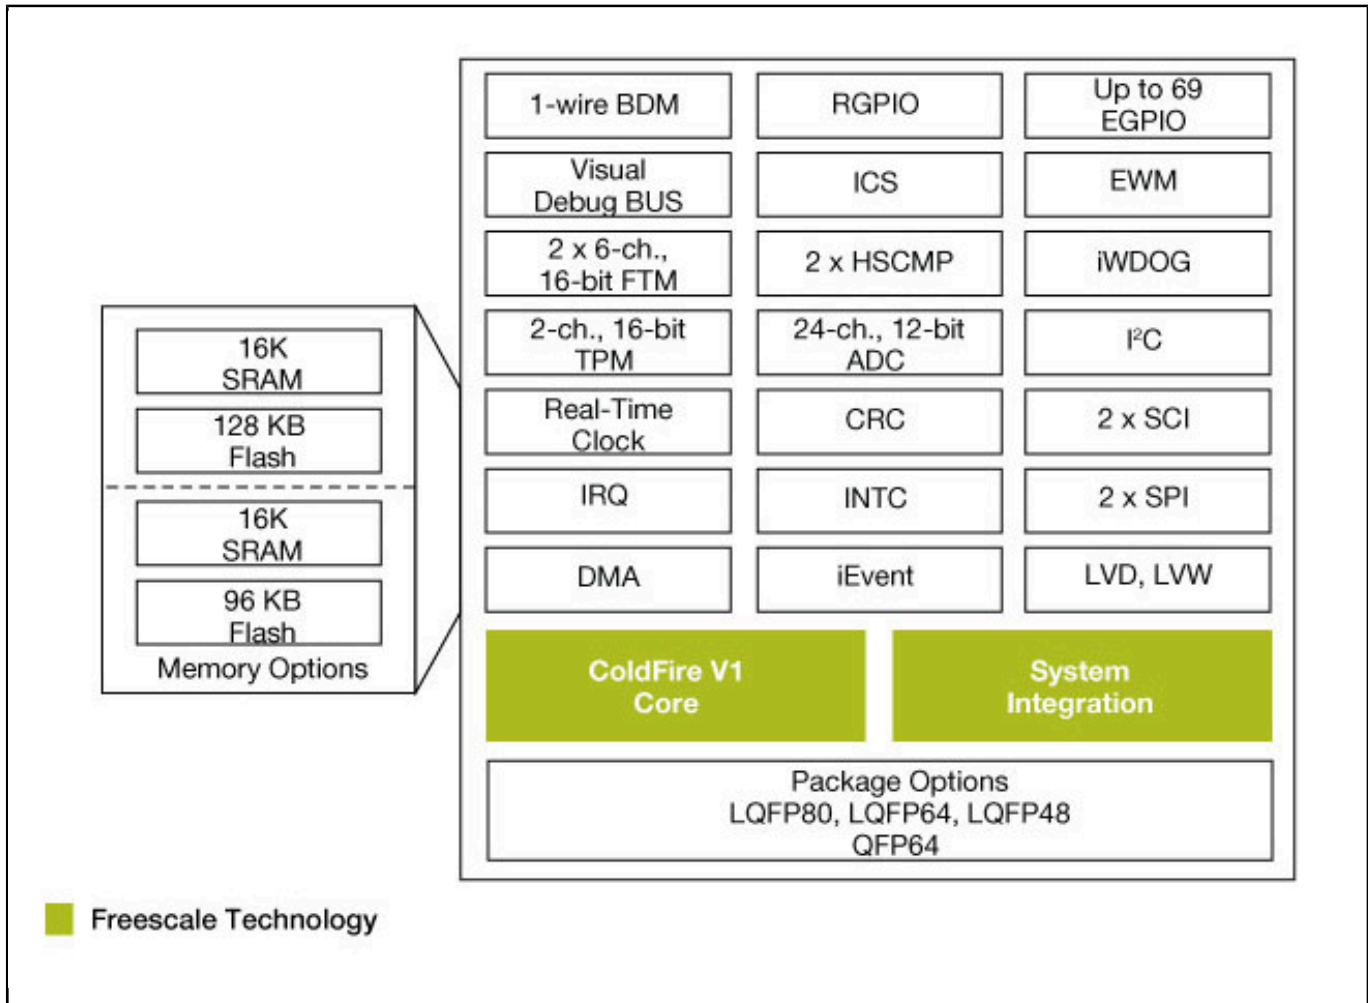 1-wire BDM
RGPIO
Up to 69
EGPIO
Visual
Debug BUS
ICS
EWM
2 x 6-ch.,
16-bit FTM
2 x HSCMP
iWDOG
2-ch., 16-bit
TPM
24-ch., 12-bit
ADC
I²C
Real-Time
Clock
CRC
2 x SCI
IRQ
INTC
2 x SPI
DMA
iEvent
LVD, LVW
16K
SRAM
128 KB
Flash
16K
SRAM
96 KB
Flash
Memory Options
ColdFire V1
Core
System
Integration
Package Options
LQFP80, LQFP64, LQFP48
QFP64
Freescale Technology